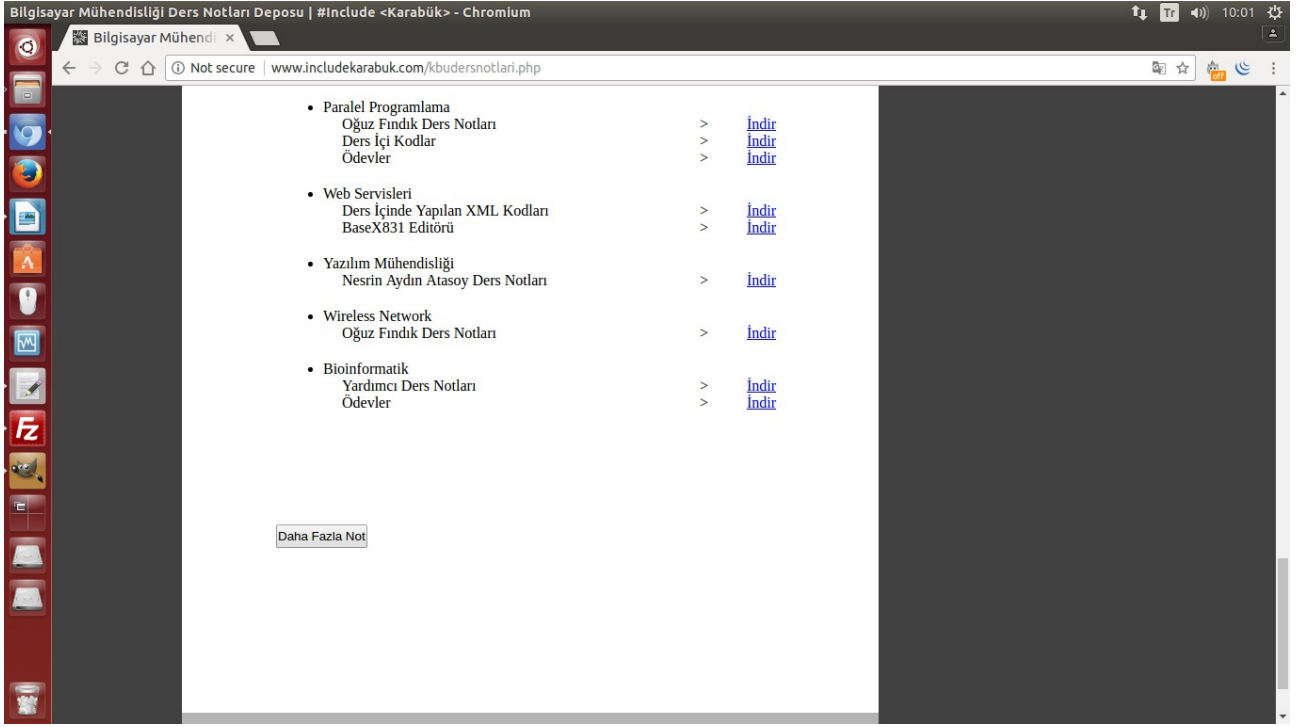 Bilgisayar Mühendisliği Ders Notları Deposu | #Include <Karabük> - Chromium
Tr
10:01
Bilgisayar Mühendi
Not secure | www.includekarabuk.com/kbudersnotlari.php
off
• Paralel Programlama
Oğuz Fındık Ders Notları > İndir
Ders İçi Kodlar > İndir
Ödevler > İndir
• Web Servisleri
Ders İçinde Yapılan XML Kodları > İndir
BaseX831 Editörü > İndir
• Yazılım Mühendisliği
Nesrin Aydın Atasoy Ders Notları > İndir
• Wireless Network
Oğuz Fındık Ders Notları > İndir
• Bioinformatik
Yardımcı Ders Notları > İndir
Ödevler > İndir
Fz
Daha Fazla Not